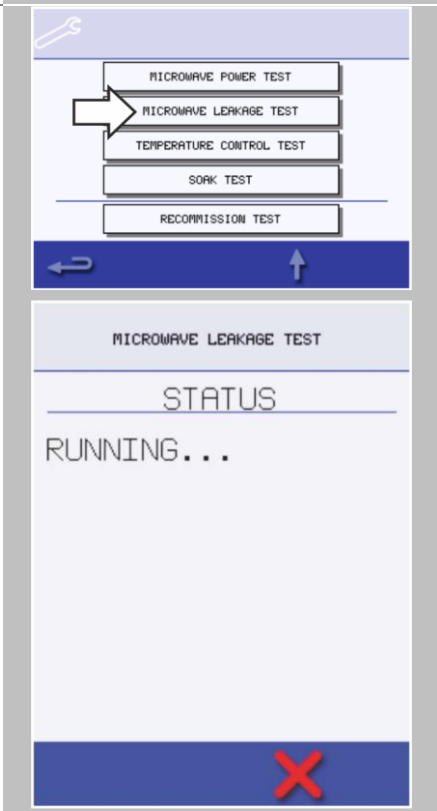 MICROWAVE POWER TEST
MICROWAVE LEAKAGE TEST
TEMPERATURE CONTROL TEST
SOAK TEST
RECOMMISSION TEST
MICROWAVE LEAKAGE TEST
STATUS
RUNNING...